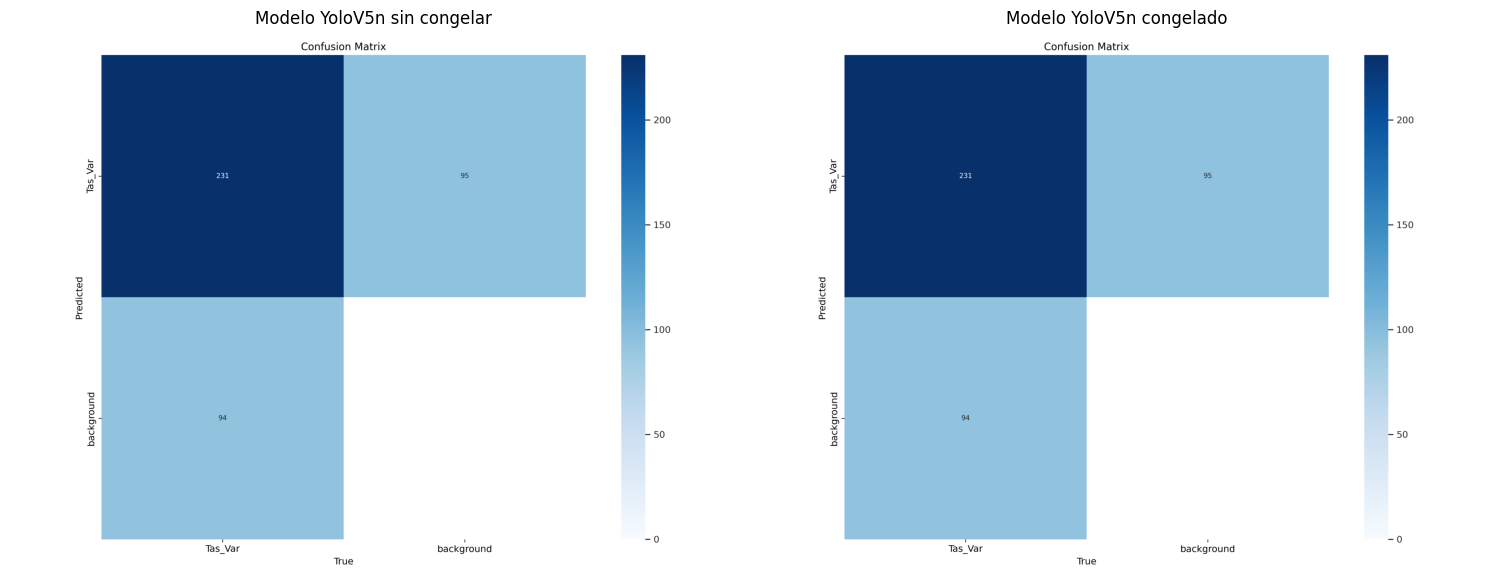 Modelo YoloV5n sin congelar
Confusion Matrix
Tas_Var
231
95
Predicted
background
94
Tas_Var
background
True
200
150
100
50
0
Modelo YoloV5n congelado
Confusion Matrix
Tas_Var
231
95
Predicted
background
94
Tas_Var
background
True
200
150
100
50
0